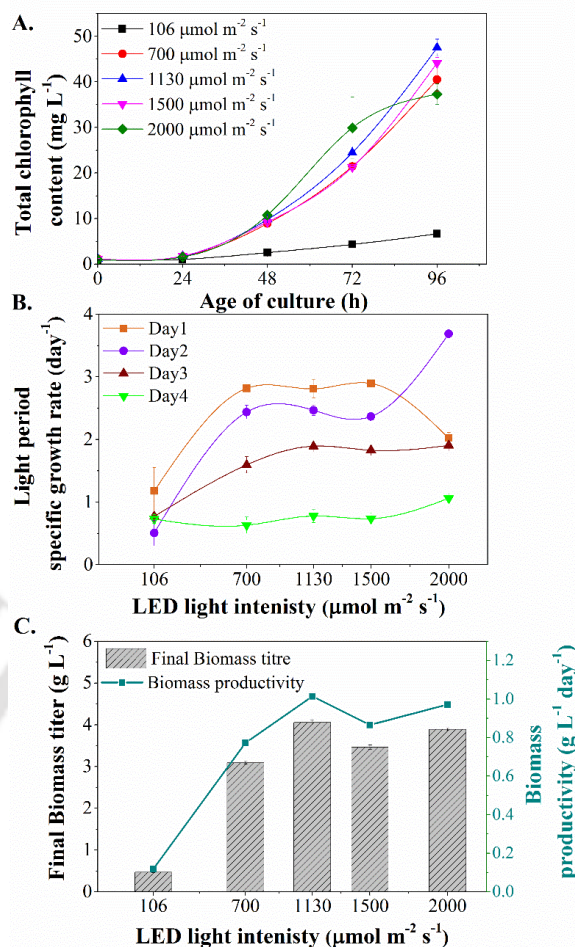 A.
Total chlorophyll
content (mg L-1)
50
40
30
20
10
0
106 μmol m-2 s-1
700 μmol m-2 s-1
1130 μmol m-2 s-1
1500 μmol m-2 s-1
2000 μmol m-2 s-1
0 24 48 72 96
Age of culture (h)
B.
Light period
specific growth rate (day-1)
4
3
2
1
0
Day1
Day2
Day3
Day4
106 700 1130 1500 2000
LED light intenisty (μmol m-2 s-1)
C.
Final Biomass titer (g L-1)
6
5
4
3
2
1
0
Final Biomass titre
Biomass productivity
1.2
1.0
0.8
0.6
0.4
0.2
0.0
Biomass
productivity (g L-1 day-1)
106 700 1130 1500 2000
LED light intenisty (μmol m-2 s-1)